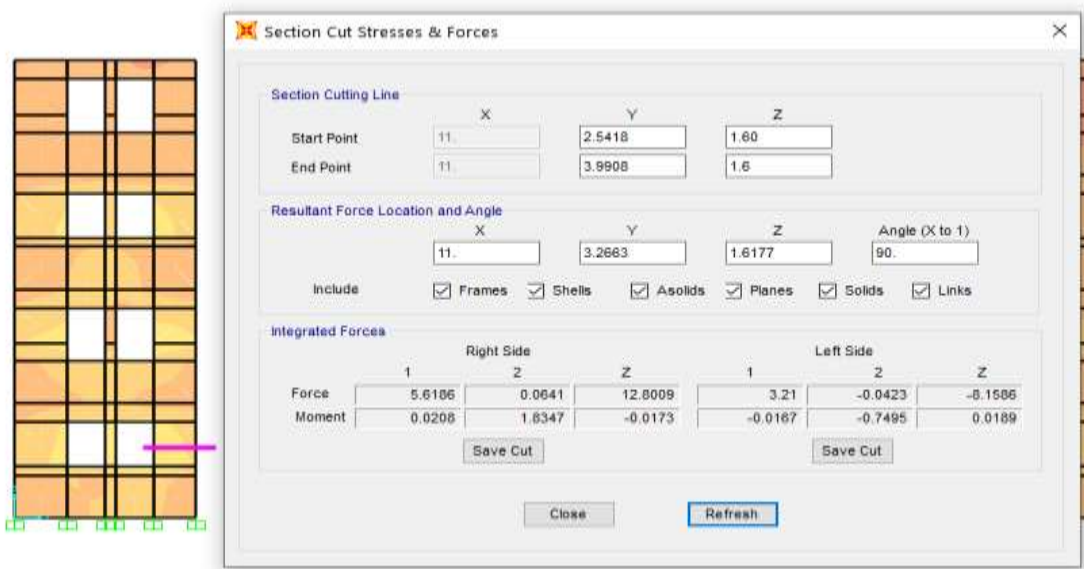 Section Cut Stresses & Forces
Section Cutting Line
X Y Z
Start Point 11. 2.5418 1.60
End Point 11. 3.9908 1.6
Resultant Force Location and Angle
X Y Z Angle (X to 1)
11. 3.2663 1.6177 90.
Include Frames Shells Asolids Planes Solids Links
Integrated Forces
Right Side Left Side
1 2 Z 1 2 Z
Force 5.6186 0.0641 12.8009 3.21 -0.0423 -8.1586
Moment 0.0208 1.8347 -0.0173 -0.0167 -0.7495 0.0189
Save Cut Save Cut
Close Refresh